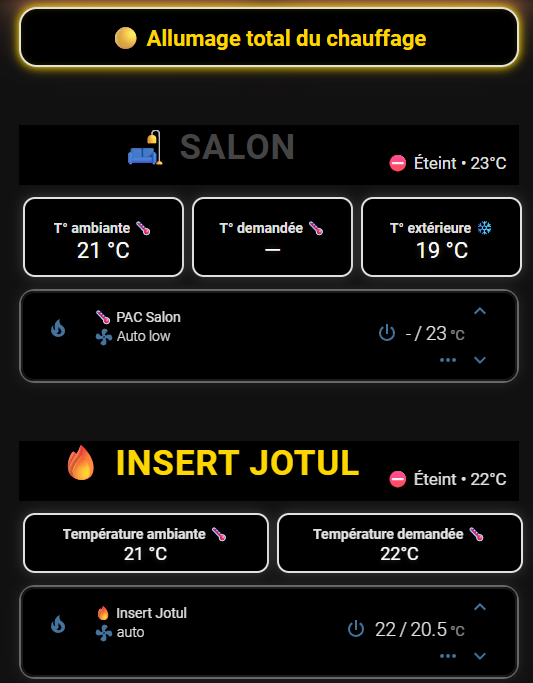 Allumage total du chauffage
SALON
Éteint • 23°C
T° ambiante
21 °C
T° demandée
—
T° extérieure
19 °C
PAC Salon
Auto low
- / 23 °C
INSERT JOTUL
Éteint • 22°C
Température ambiante
21 °C
Température demandée
22°C
Insert Jotul
auto
22 / 20.5 °C